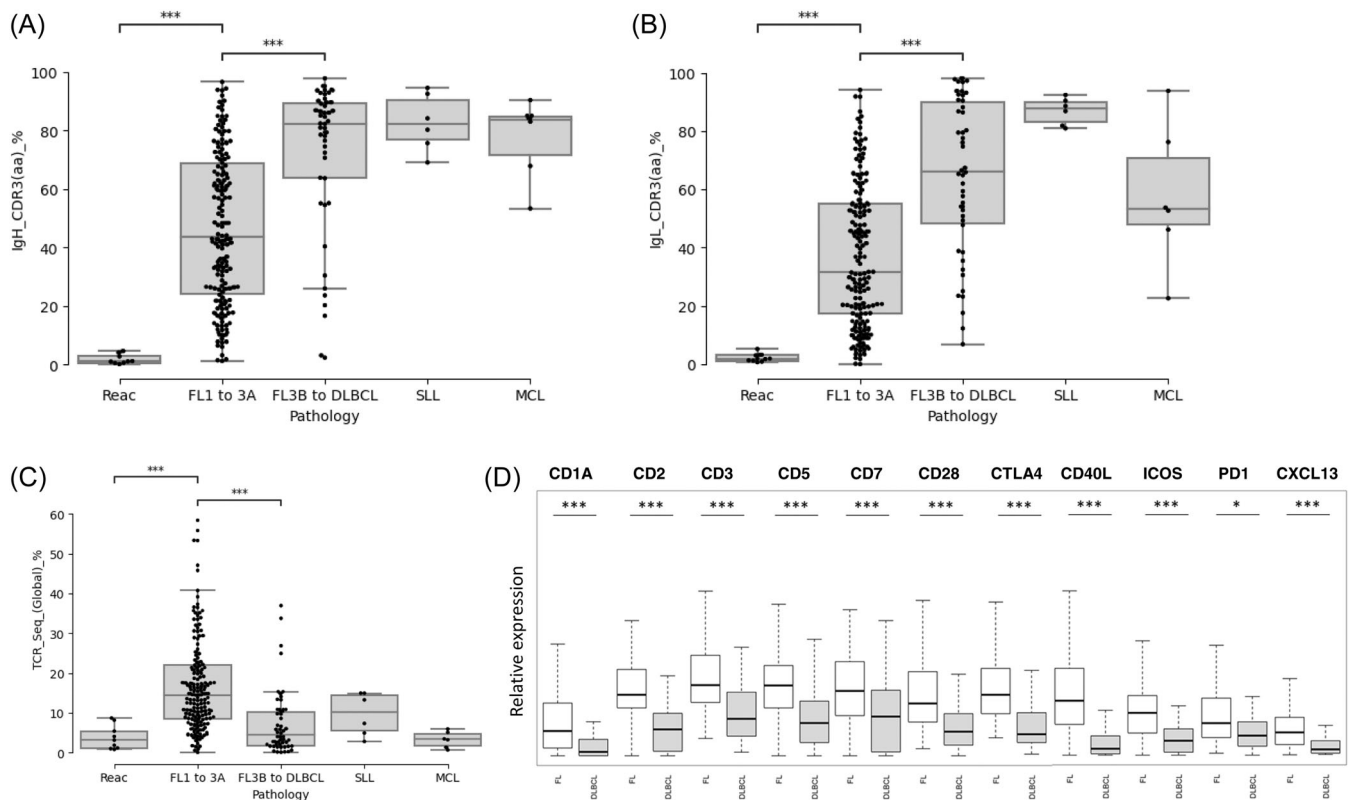 (A)
***
***
IgH_CDR3(aa)_%
100
80
60
40
20
0
Reac FL1 to 3A FL3B to DLBCL SLL MCL
Pathology
(B)
***
***
IgL_CDR3(aa)_%
100
80
60
40
20
0
Reac FL1 to 3A FL3B to DLBCL SLL MCL
Pathology
(C)
***
***
TCR_Seq_(Global)_%
60
50
40
30
20
10
0
Reac FL1 to 3A FL3B to DLBCL SLL MCL
Pathology
(D)
CD1A CD2 CD3 CD5 CD7 CD28 CTLA4 CD40L ICOS PD1 CXCL13
*** *** *** *** *** *** *** *** *** * ***
Relative expression
FL DLBCL FL DLBCL FL DLBCL FL DLBCL FL DLBCL FL DLBCL FL DLBCL FL DLBCL FL DLBCL FL DLBCL FL DLBCL